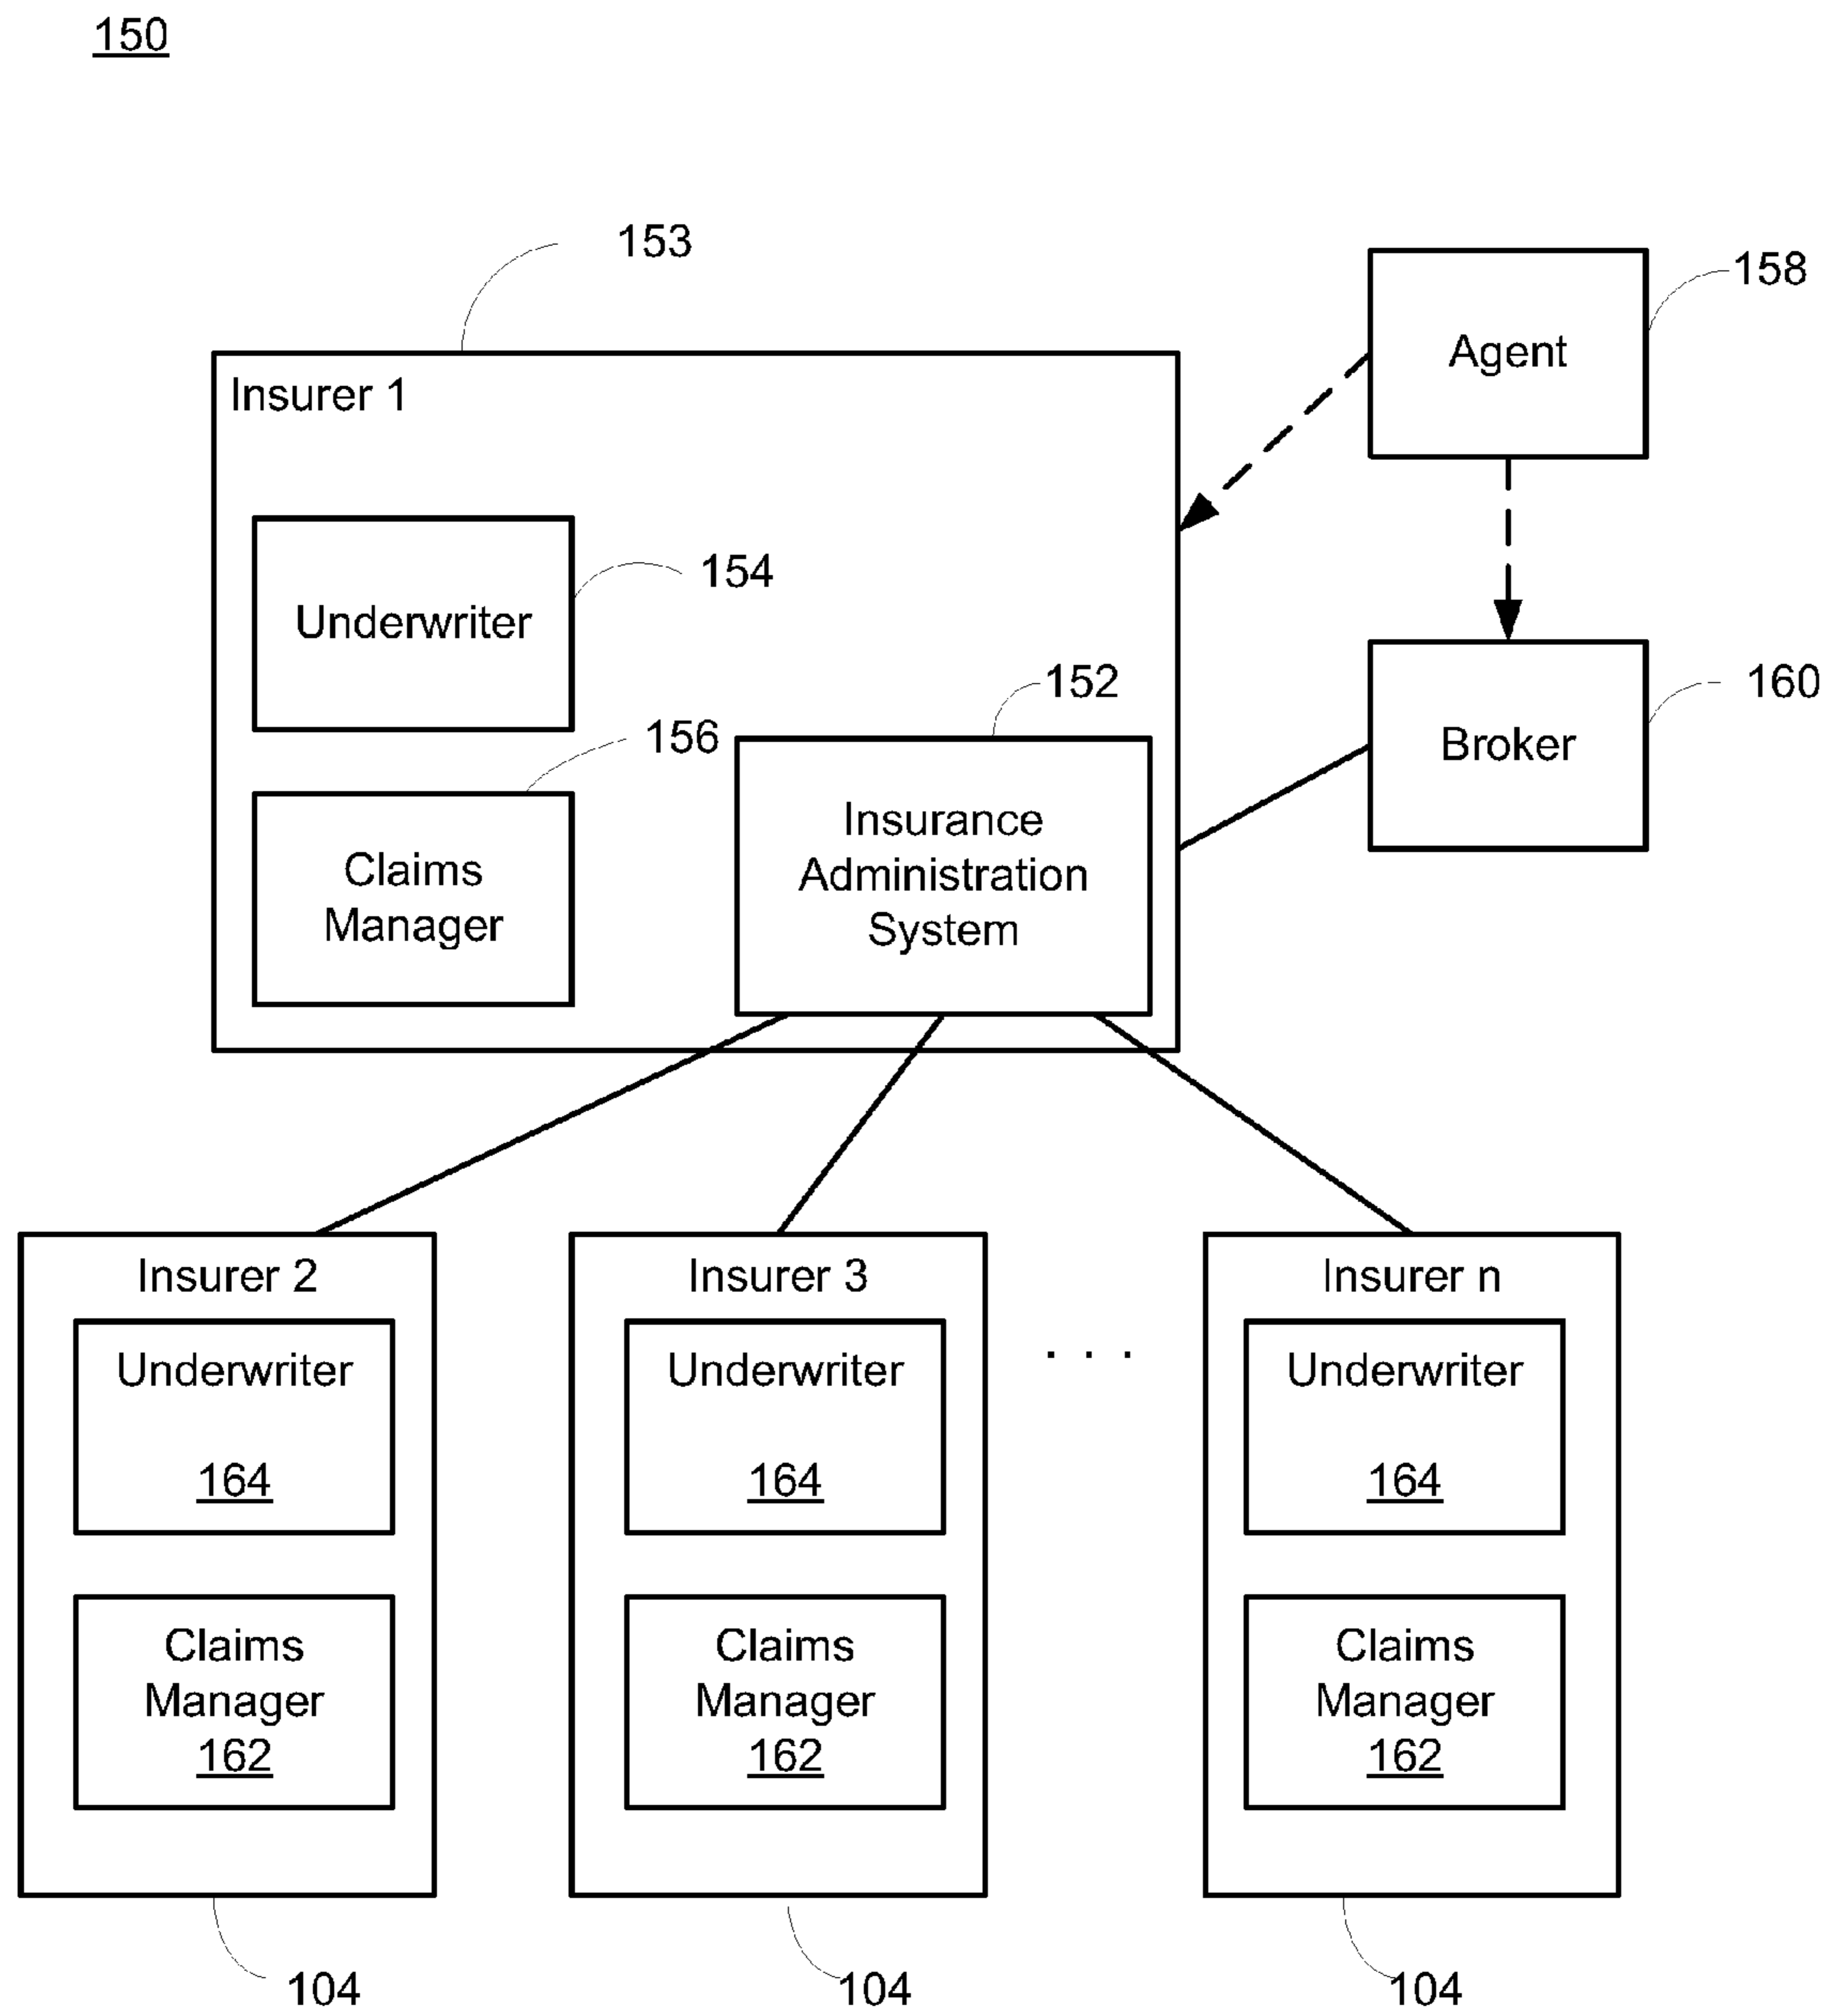 150
153
158
Agent
Insurer 1
154
Underwriter
152
160
156
Broker
Insurance
Administration
System
Claims
Manager
Insurer 2
Insurer 3
Insurer n
Underwriter
164
Underwriter
164
. . .
Underwriter
164
Claims
Manager
162
Claims
Manager
162
Claims
Manager
162
104
104
104